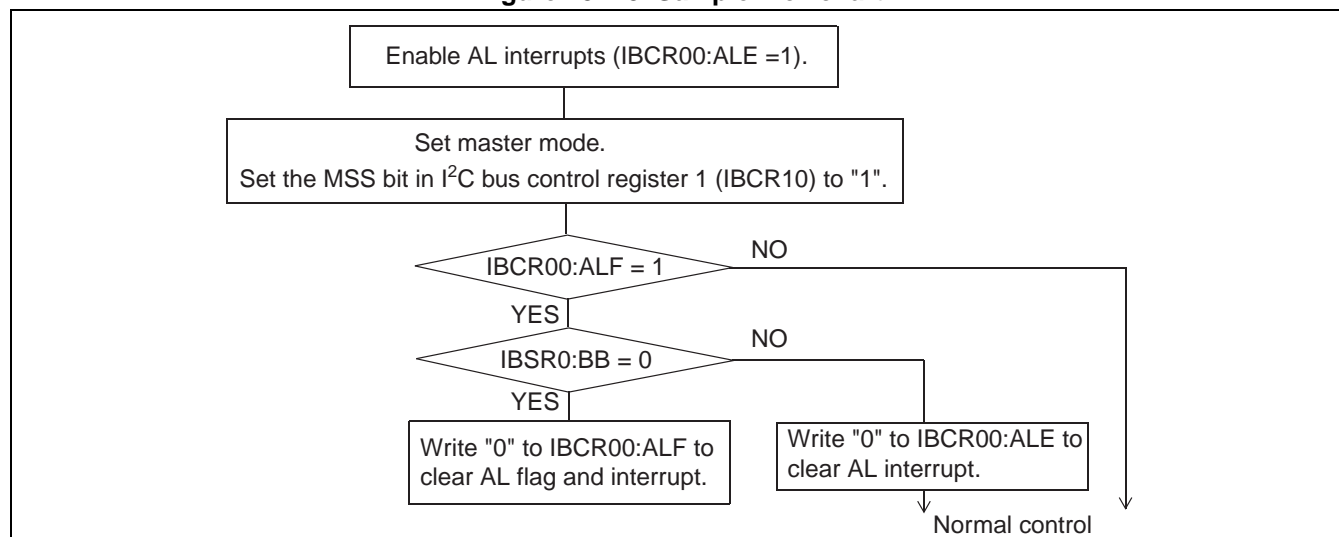 Enable AL interrupts (IBCR00:ALE =1).
Set master mode.
Set the MSS bit in I²C bus control register 1 (IBCR10) to "1".
IBCR00:ALF = 1
NO
YES
IBSR0:BB = 0
NO
YES
Write "0" to IBCR00:ALF to
clear AL flag and interrupt.
Write "0" to IBCR00:ALE to
clear AL interrupt.
Normal control